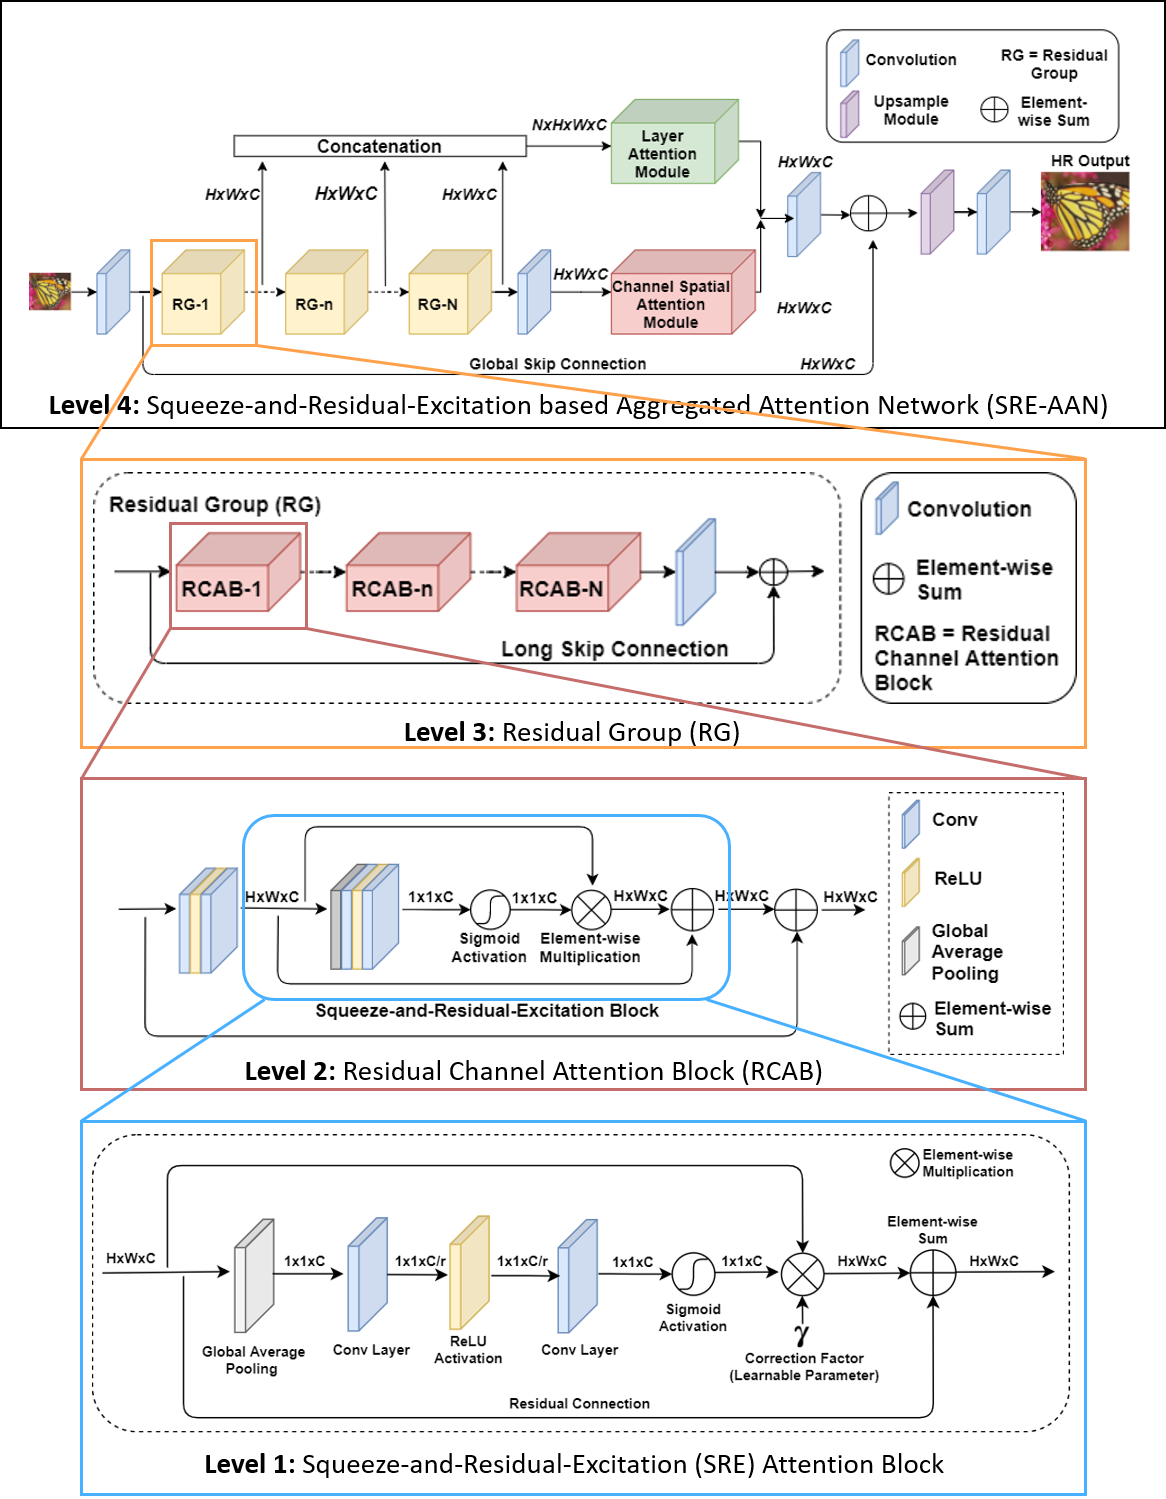 Convolution
RG = Residual
Group
Upsample
Module
Element-
wise Sum
NxHxWxC
Concatenation
Layer
Attention
Module
HxWxC
HxWxC
HxWxC
HxWxC
HR Output
RG-1
RG-n
RG-N
HxWxC
Channel Spatial
Attention
Module
HxWxC
Global Skip Connection
HxWxC
Level 4: Squeeze-and-Residual-Excitation based Aggregated Attention Network (SRE-AAN)
Residual Group (RG)
RCAB-1
RCAB-n
RCAB-N
Long Skip Connection
Convolution
Element-wise
Sum
RCAB = Residual
Channel Attention
Block
Level 3: Residual Group (RG)
HxWxC
1x1xC
1x1xC
HxWxC
HxWxC
HxWxC
Sigmoid
Activation
Element-wise
Multiplication
Squeeze-and-Residual-Excitation Block
Conv
ReLU
Global
Average
Pooling
Element-wise
Sum
Level 2: Residual Channel Attention Block (RCAB)
Element-wise
Multiplication
Element-wise
Sum
HxWxC
1x1xC
1x1xC/r
1x1xC/r
1x1xC
1x1xC
HxWxC
HxWxC
Global Average
Pooling
Conv Layer
ReLU
Activation
Conv Layer
Sigmoid
Activation
γ
Correction Factor
(Learnable Parameter)
Residual Connection
Level 1: Squeeze-and-Residual-Excitation (SRE) Attention Block